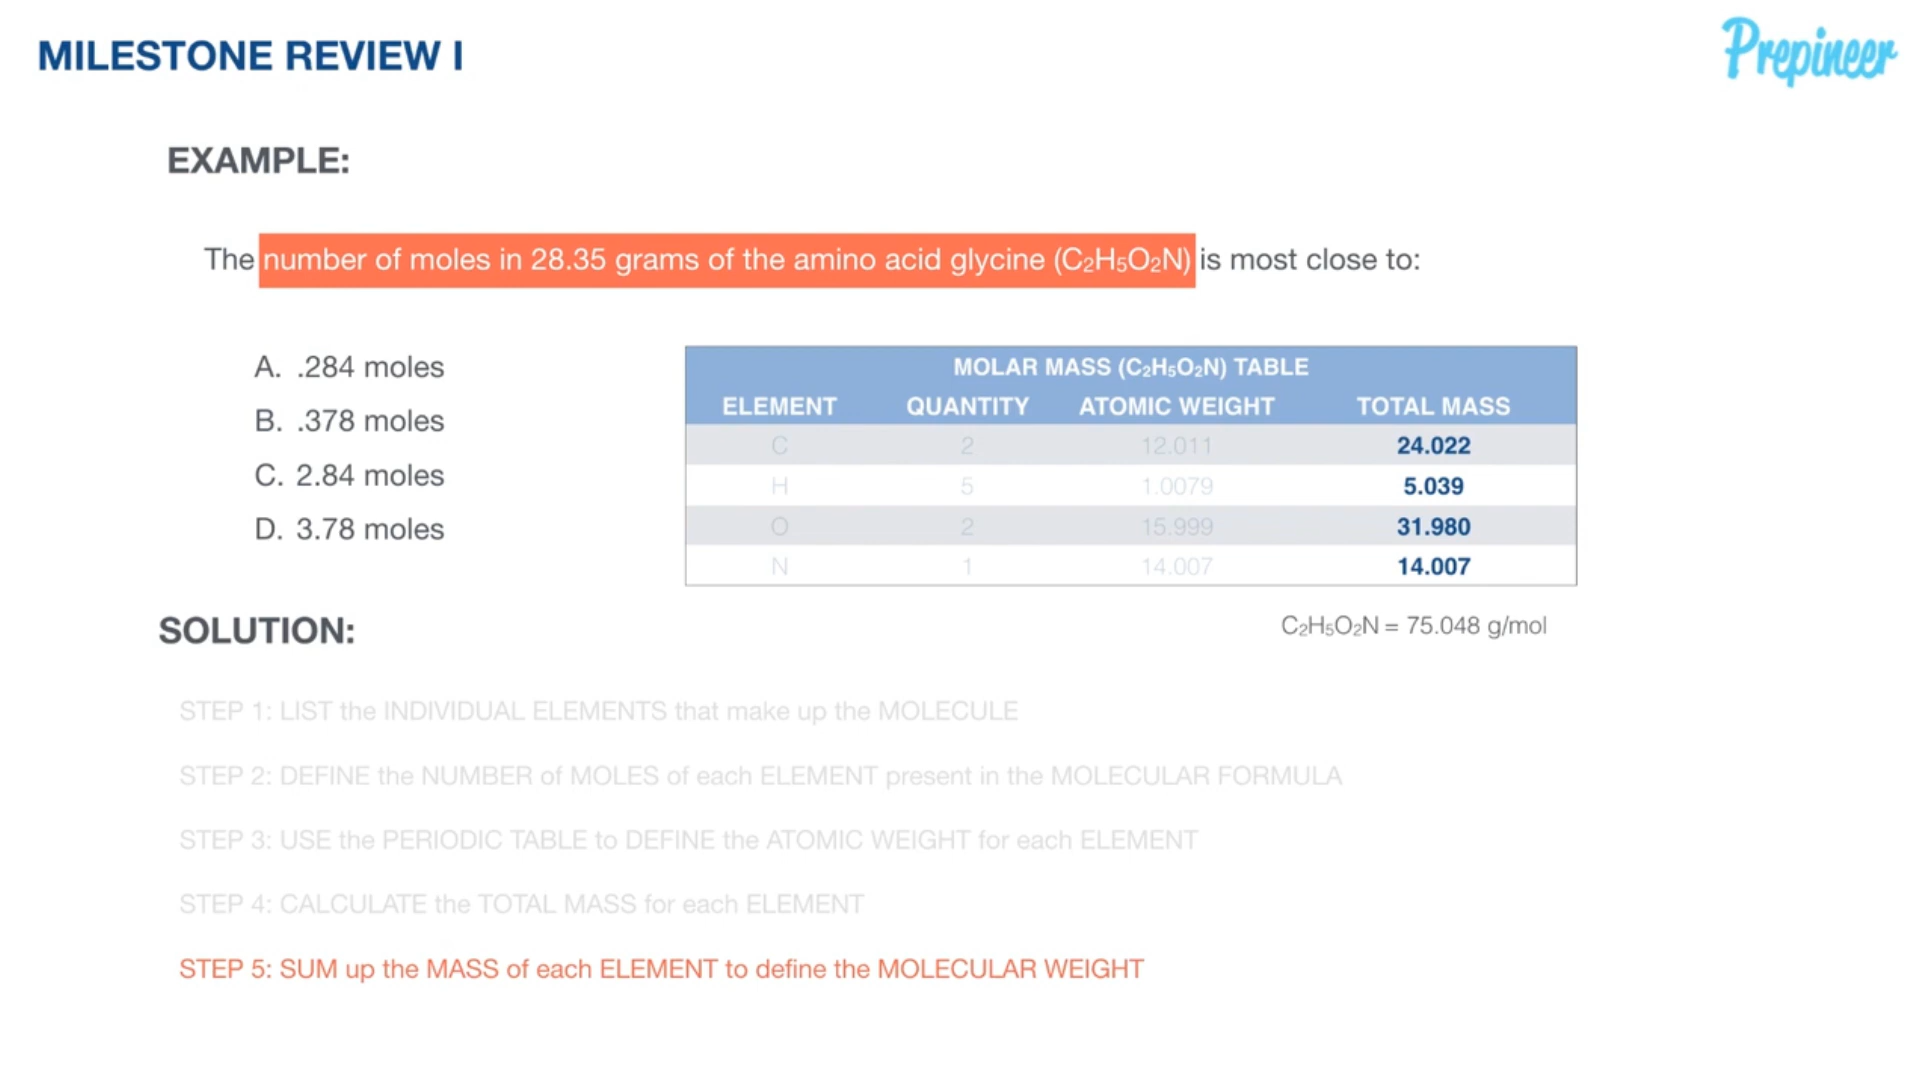 MILESTONE REVIEW I
Prepineer
EXAMPLE:
The number of moles in 28.35 grams of the amino acid glycine (C₂H₅O₂N) is most close to:
A. .284 moles
B. .378 moles
C. 2.84 moles
D. 3.78 moles
MOLAR MASS (C₂H₅O₂N) TABLE
ELEMENT QUANTITY ATOMIC WEIGHT TOTAL MASS
C 2 12.011 24.022
H 5 1.0079 5.039
O 2 15.999 31.980
N 1 14.007 14.007
C₂H₅O₂N = 75.048 g/mol
SOLUTION:
STEP 1: LIST the INDIVIDUAL ELEMENTS that make up the MOLECULE
STEP 2: DEFINE the NUMBER of MOLES of each ELEMENT present in the MOLECULAR FORMULA
STEP 3: USE the PERIODIC TABLE to DEFINE the ATOMIC WEIGHT for each ELEMENT
STEP 4: CALCULATE the TOTAL MASS for each ELEMENT
STEP 5: SUM up the MASS of each ELEMENT to define the MOLECULAR WEIGHT